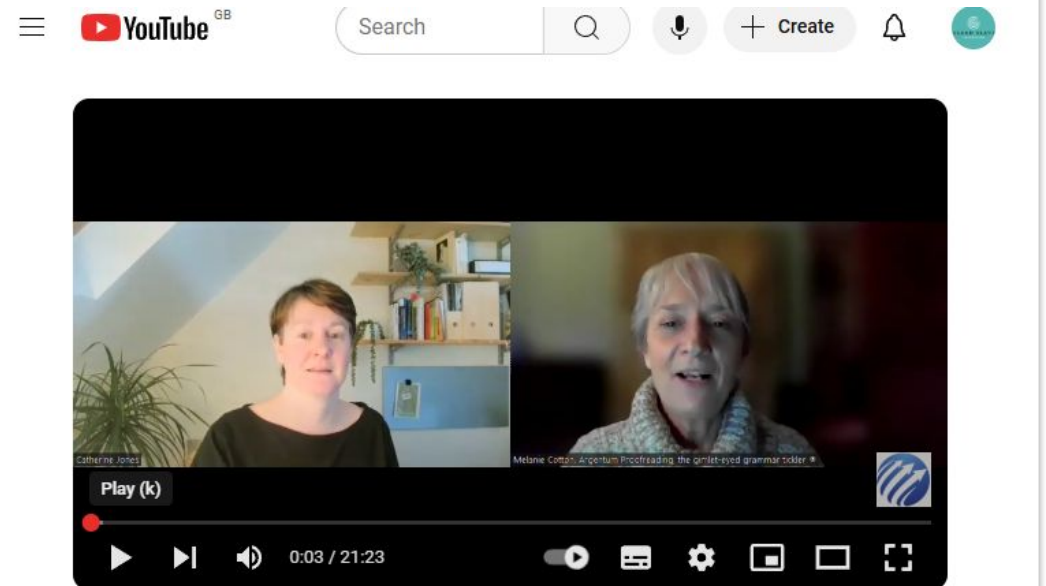 YouTube GB
Search
Create
Catherine Jones
Melanie Cotton, Argentum Proofreading, the gimlet-eyed grammar tickler
Play (k)
0:03 / 21:23